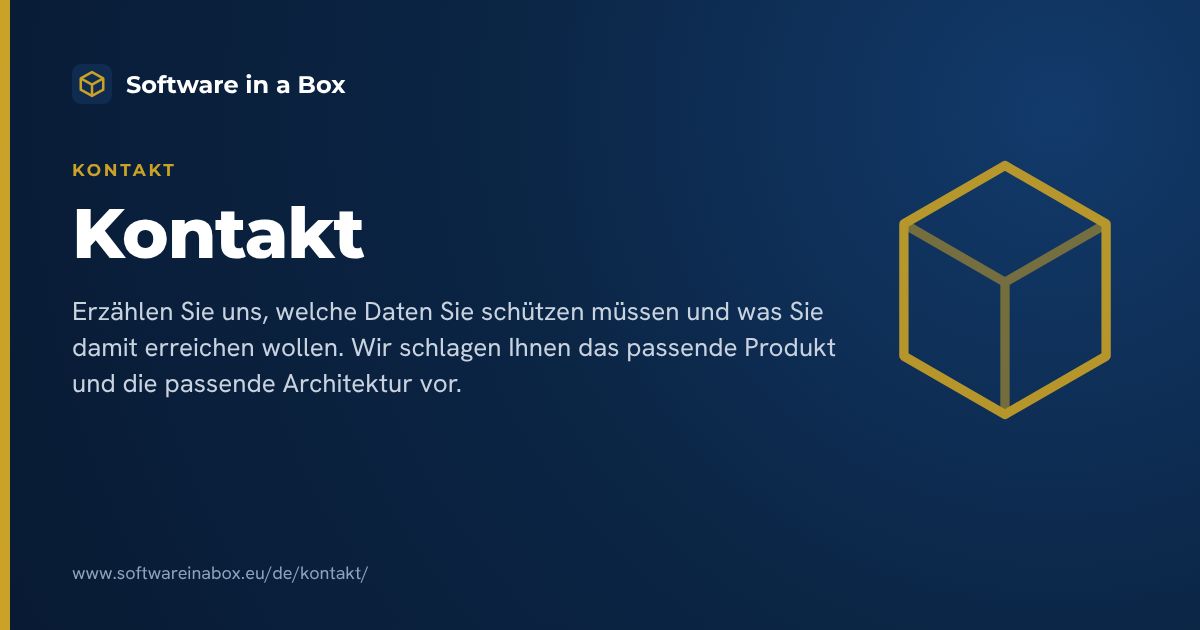 Software in a Box
KONTAKT
Kontakt
Erzählen Sie uns, welche Daten Sie schützen müssen und was Sie
damit erreichen wollen. Wir schlagen Ihnen das passende Produkt
und die passende Architektur vor.
www.softwareinabox.eu/de/kontakt/